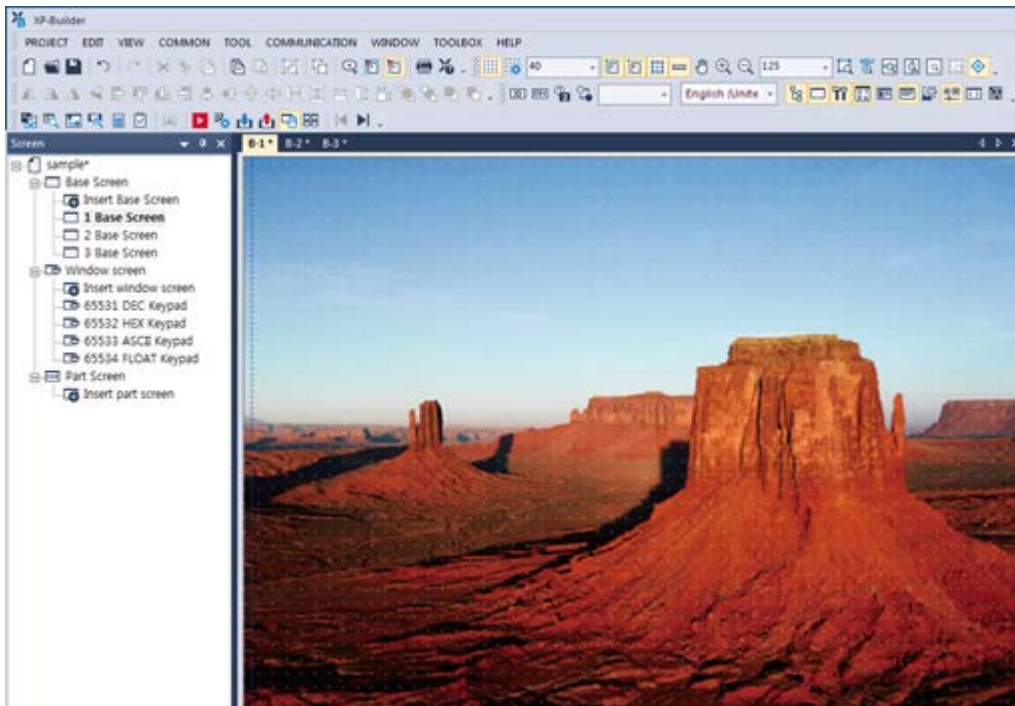 XP-Builder
PROJECT EDIT VIEW COMMON TOOL COMMUNICATION WINDOW TOOLBOX HELP
40 125
English (Unite
Screen B-1* B-2* B-3*
sample*
Base Screen
Insert Base Screen
1 Base Screen
2 Base Screen
3 Base Screen
Window screen
Insert window screen
65531 DEC Keypad
65532 HEX Keypad
65533 ASCII Keypad
65534 FLOAT Keypad
Part Screen
Insert part screen